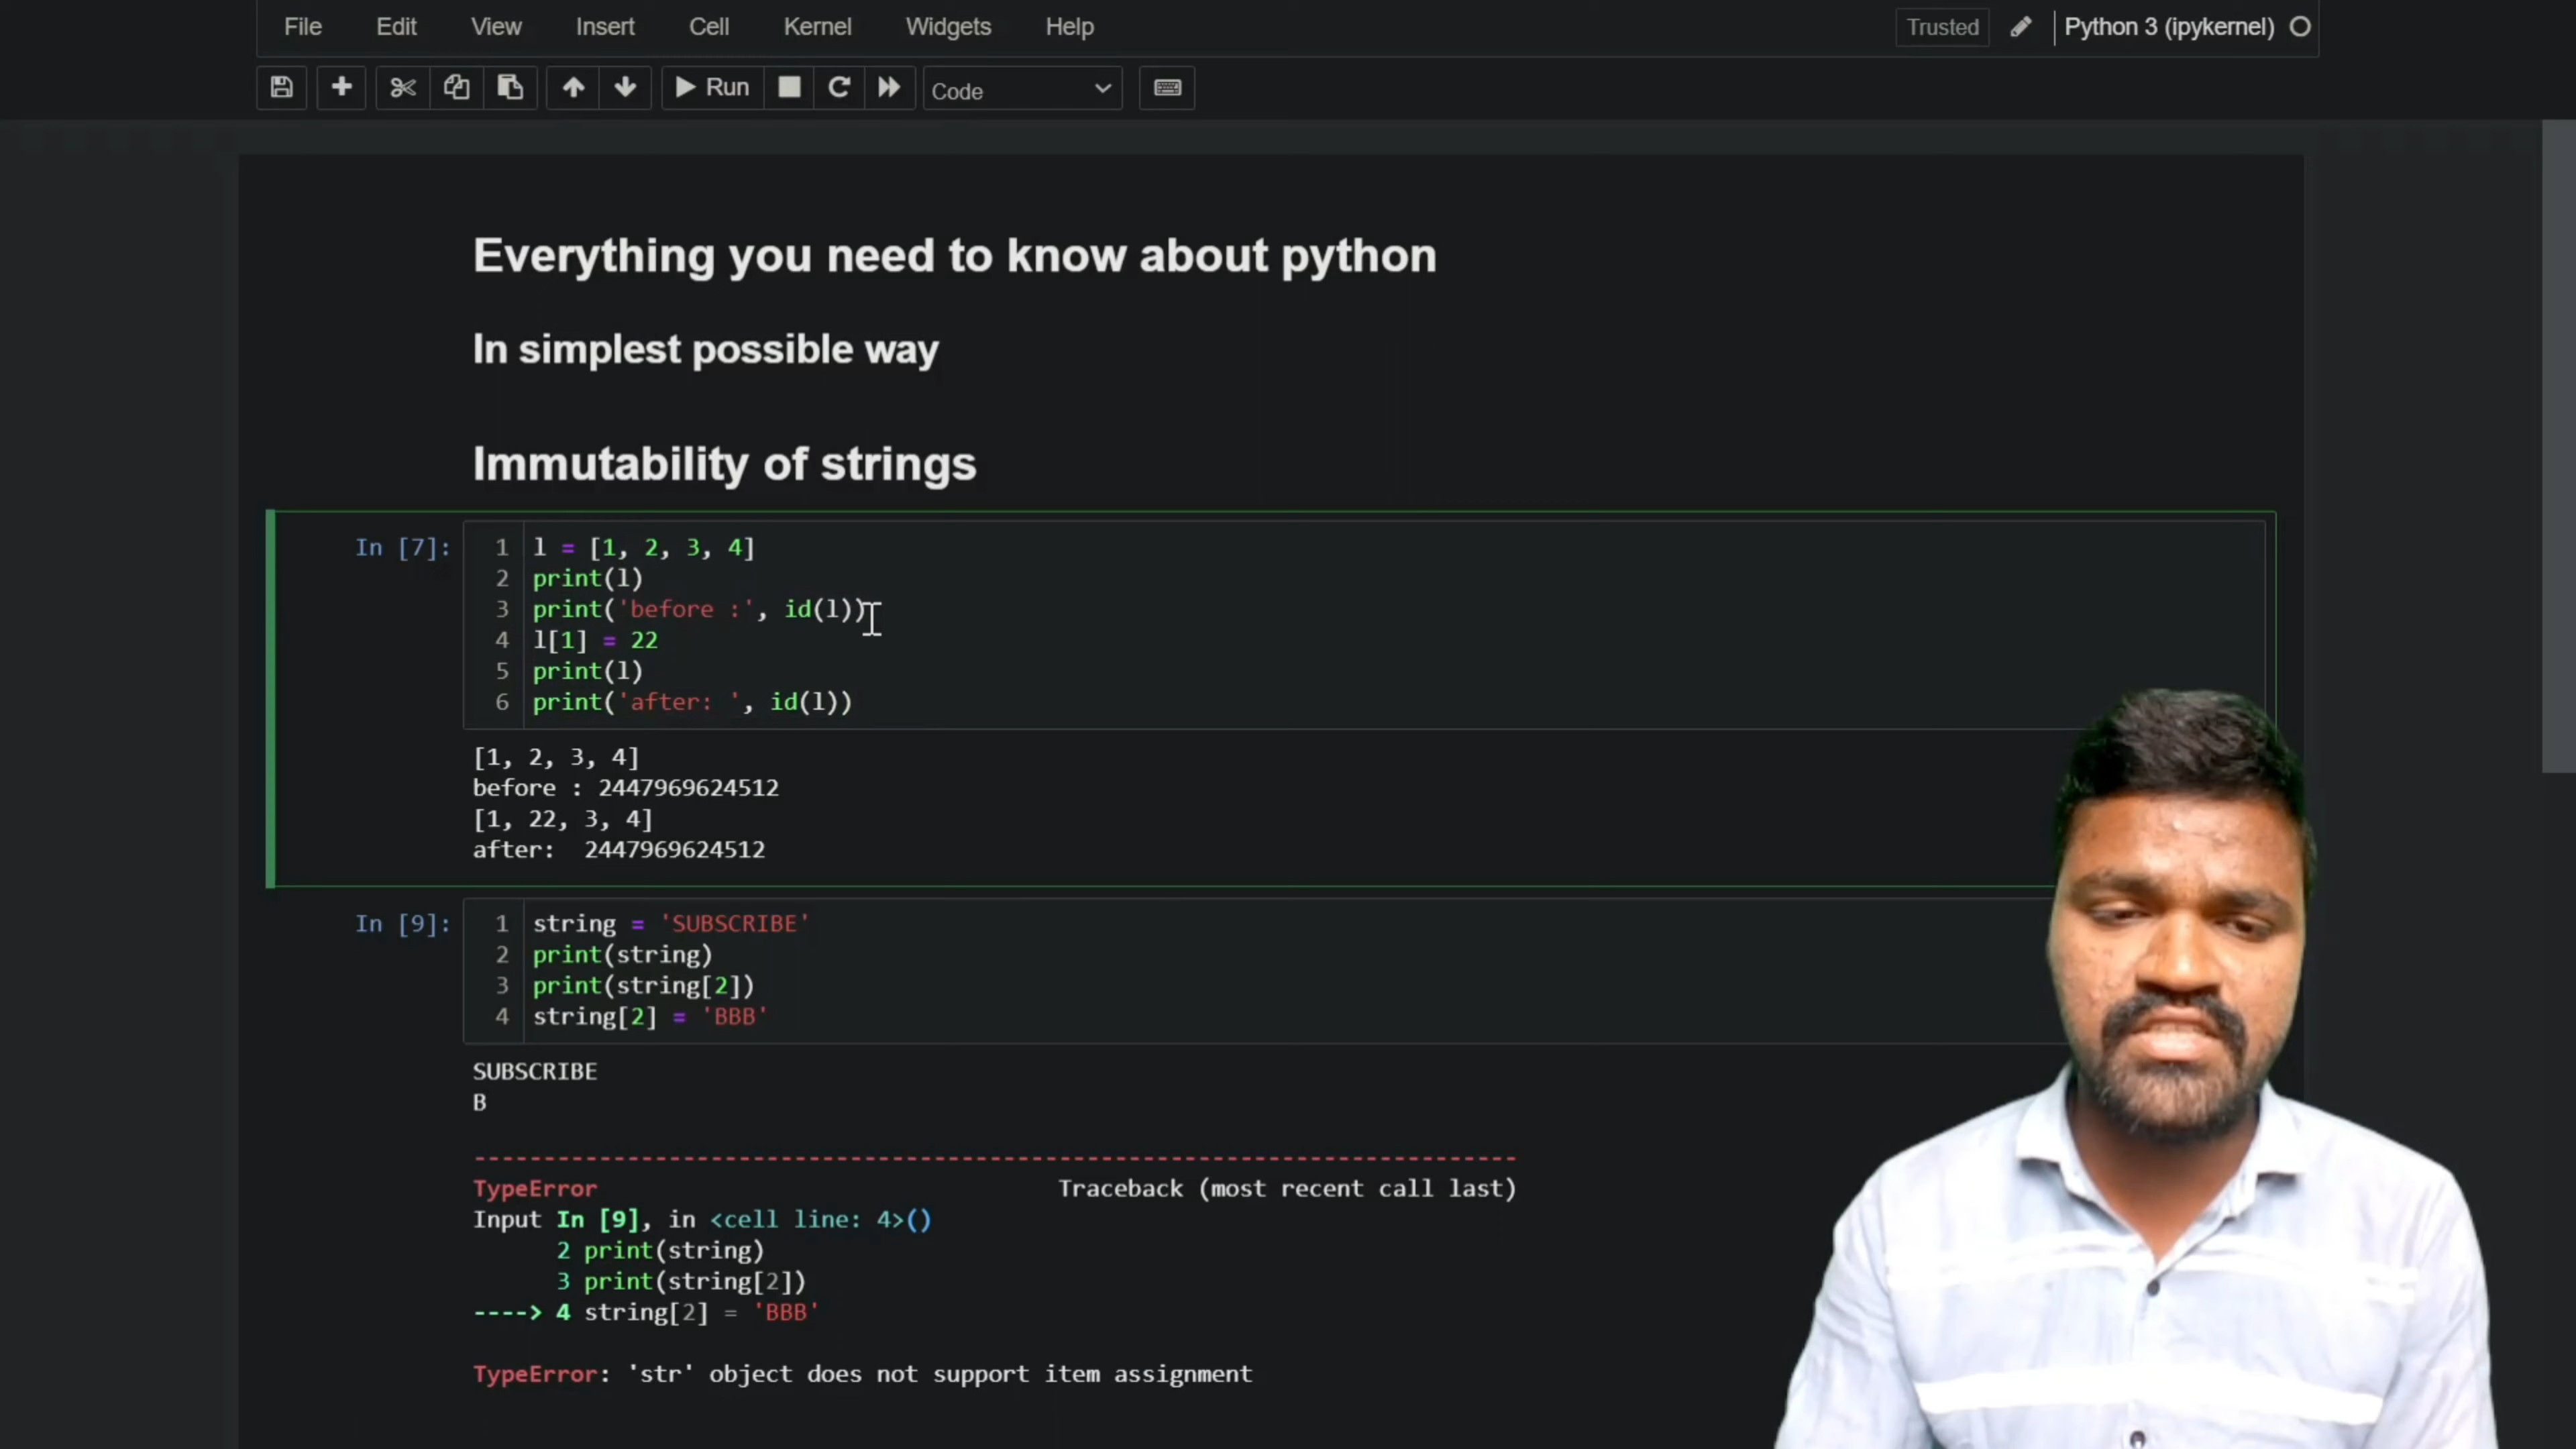 File Edit View Insert Cell Kernel Widgets Help Trusted Python 3 (ipykernel)
Run Code
Everything you need to know about python
In simplest possible way
Immutability of strings
In [7]:
1 l = [1, 2, 3, 4]
2 print(l)
3 print('before :', id(l))
4 l[1] = 22
5 print(l)
6 print('after: ', id(l))
[1, 2, 3, 4]
before : 2447969624512
[1, 22, 3, 4]
after:  2447969624512
In [9]:
1 string = 'SUBSCRIBE'
2 print(string)
3 print(string[2])
4 string[2] = 'BBB'
SUBSCRIBE
B
---------------------------------------------------------------------------
TypeError Traceback (most recent call last)
Input In [9], in <cell line: 4>()
2 print(string)
3 print(string[2])
----> 4 string[2] = 'BBB'
TypeError: 'str' object does not support item assignment